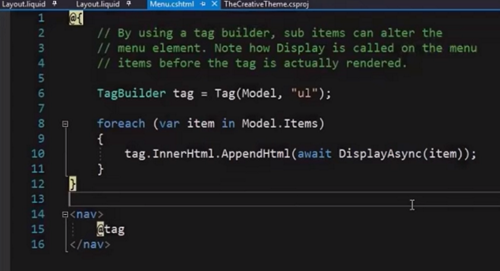 Layout.liquid Layout.liquid Menu.cshtml TheCreativeTheme.csproj
1 @{
2 // By using a tag builder, sub items can alter the
3 // menu element. Note how Display is called on the menu
4 // items before the tag is actually rendered.
5
6 TagBuilder tag = Tag(Model, "ul");
7
8 foreach (var item in Model.Items)
9 {
10 tag.InnerHtml.AppendHtml(await DisplayAsync(item));
11 }
12 }
13
14 <nav>
15 @tag
16 </nav>